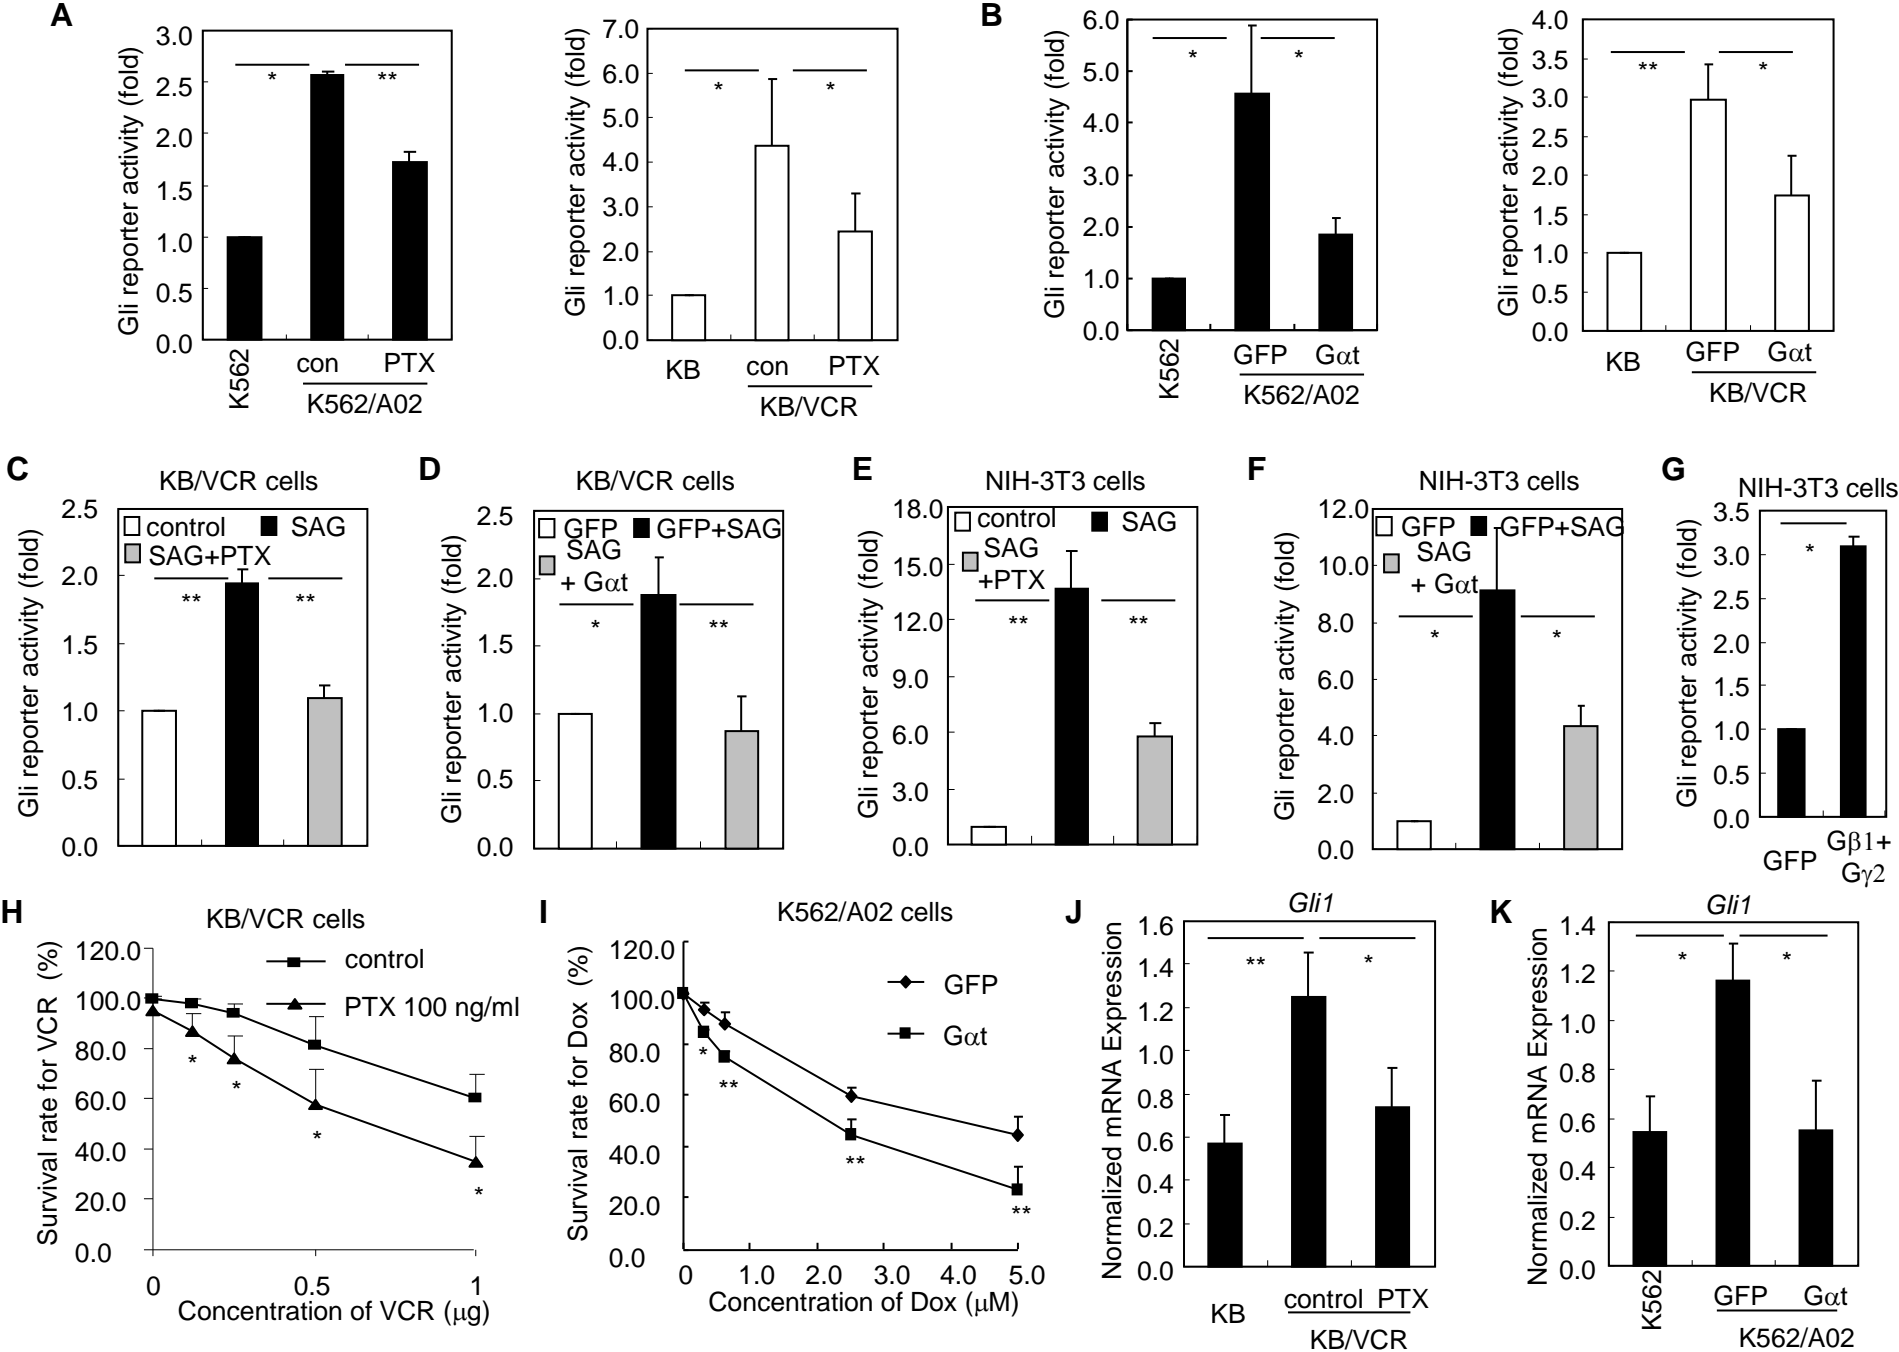 A
Gli reporter activity (fold)
3.0
2.5
2.0
1.5
1.0
0.5
0.0
* **
K562
con PTX
K562/A02
Gli reporter activity (fold)
7.0
6.0
5.0
4.0
3.0
2.0
1.0
0.0
* *
KB
con PTX
KB/VCR
B
Gli reporter activity (fold)
6.0
5.0
4.0
3.0
2.0
1.0
0.0
* *
K562
GFP Gαt
K562/A02
Gli reporter activity (fold)
4.0
3.5
3.0
2.5
2.0
1.5
1.0
0.5
0.0
** *
KB
GFP Gαt
KB/VCR
C
KB/VCR cells
Gli reporter activity (fold)
2.5
2.0
1.5
1.0
0.5
0.0
control SAG
SAG+PTX
** **
D
KB/VCR cells
Gli reporter activity (fold)
2.5
2.0
1.5
1.0
0.5
0.0
GFP GFP+SAG
SAG
+ Gαt
* **
E
NIH-3T3 cells
Gli reporter activity (fold)
18.0
15.0
12.0
9.0
6.0
3.0
0.0
control SAG
SAG
+PTX
** **
F
NIH-3T3 cells
Gli reporter activity (fold)
12.0
10.0
8.0
6.0
4.0
2.0
0.0
GFP GFP+SAG
SAG
+ Gαt
* *
G
NIH-3T3 cells
Gli reporter activity (fold)
3.5
3.0
2.5
2.0
1.5
1.0
0.5
0.0
*
GFP
Gβ1+
Gγ2
H
KB/VCR cells
Survival rate for VCR (%)
120.0
100.0
80.0
60.0
40.0
20.0
0.0
control
PTX 100 ng/ml
* * * *
0 0.5 1
Concentration of VCR (μg)
I
K562/A02 cells
Survival rate for Dox (%)
120.0
100.0
80.0
60.0
40.0
20.0
0.0
GFP
Gαt
* ** ** **
0 1.0 2.0 3.0 4.0 5.0
Concentration of Dox (μM)
J
Gli1
Normalized mRNA Expression
1.6
1.4
1.2
1.0
0.8
0.6
0.4
0.2
0.0
** *
KB
control PTX
KB/VCR
K
Gli1
Normalized mRNA Expression
1.4
1.2
1.0
0.8
0.6
0.4
0.2
0.0
* *
K562
GFP Gαt
K562/A02